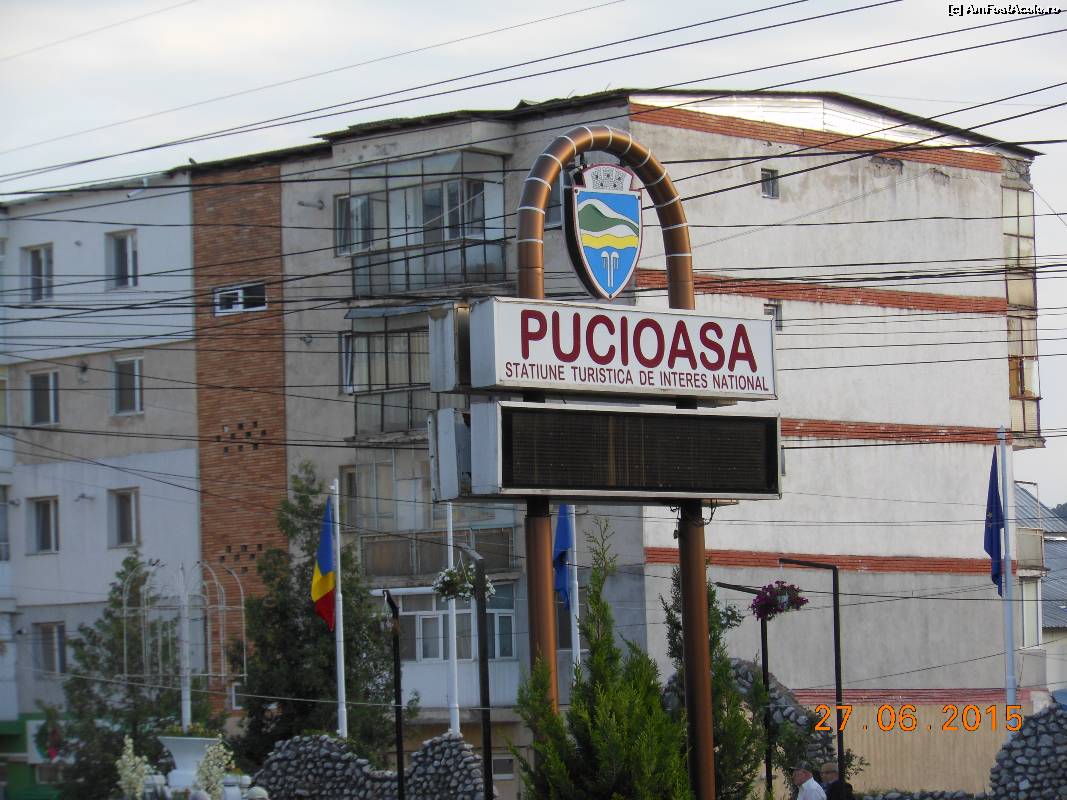 [c] AmFostAcolo.ro
PUCIOASA
STATIUNE TURISTICA DE INTERES NATIONAL
27.06.2015